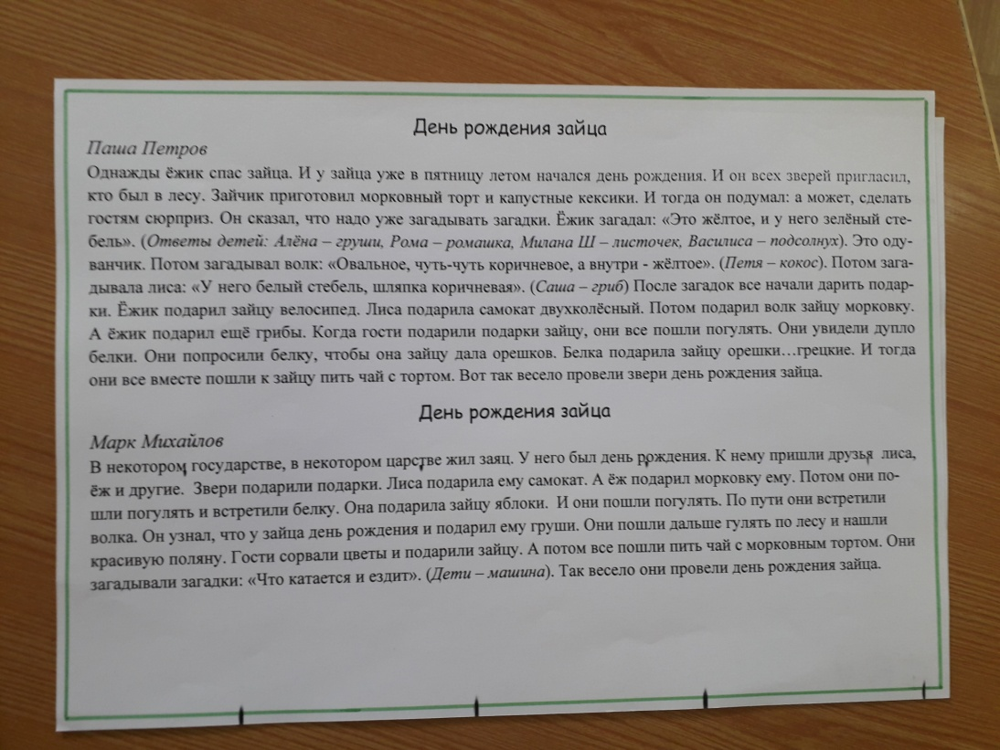 День рождения зайца
Паша Петров
Однажды ёжик спас зайца. И у зайца уже в пятницу летом начался день рождения. И он всех зверей пригласил,
кто был в лесу. Зайчик приготовил морковный торт и капустные кексики. И тогда он подумал: а может, сделать
гостям сюрприз. Он сказал, что надо уже загадывать загадки. Ёжик загадал: «Это жёлтое, и у него зелёный сте-
бель». (Ответы детей: Алёна – груши, Рома – ромашка, Милана Ш – листочек, Василиса – подсолнух). Это оду-
ванчик. Потом загадывал волк: «Овальное, чуть-чуть коричневое, а внутри - жёлтое». (Петя – кокос). Потом зага-
дывала лиса: «У него белый стебель, шляпка коричневая». (Саша – гриб) После загадок все начали дарить подар-
ки. Ёжик подарил зайцу велосипед. Лиса подарила самокат двухколёсный. Потом подарил волк зайцу морковку.
А ёжик подарил ещё грибы. Когда гости подарили подарки зайцу, они все пошли погулять. Они увидели дупло
белки. Они попросили белку, чтобы она зайцу дала орешков. Белка подарила зайцу орешки…грецкие. И тогда
они все вместе пошли к зайцу пить чай с тортом. Вот так весело провели звери день рождения зайца.
День рождения зайца
Марк Михайлов
В некотором государстве, в некотором царстве жил заяц. У него был день рождения. К нему пришли друзья лиса,
ёж и другие. Звери подарили подарки. Лиса подарила ему самокат. А ёж подарил морковку ему. Потом они по-
шли погулять и встретили белку. Она подарила зайцу яблоки. И они пошли погулять. По пути они встретили
волка. Он узнал, что у зайца день рождения и подарил ему груши. Они пошли дальше гулять по лесу и нашли
красивую поляну. Гости сорвали цветы и подарили зайцу. А потом все пошли пить чай с морковным тортом. Они
загадывали загадки: «Что катается и ездит». (Дети – машина). Так весело они провели день рождения зайца.